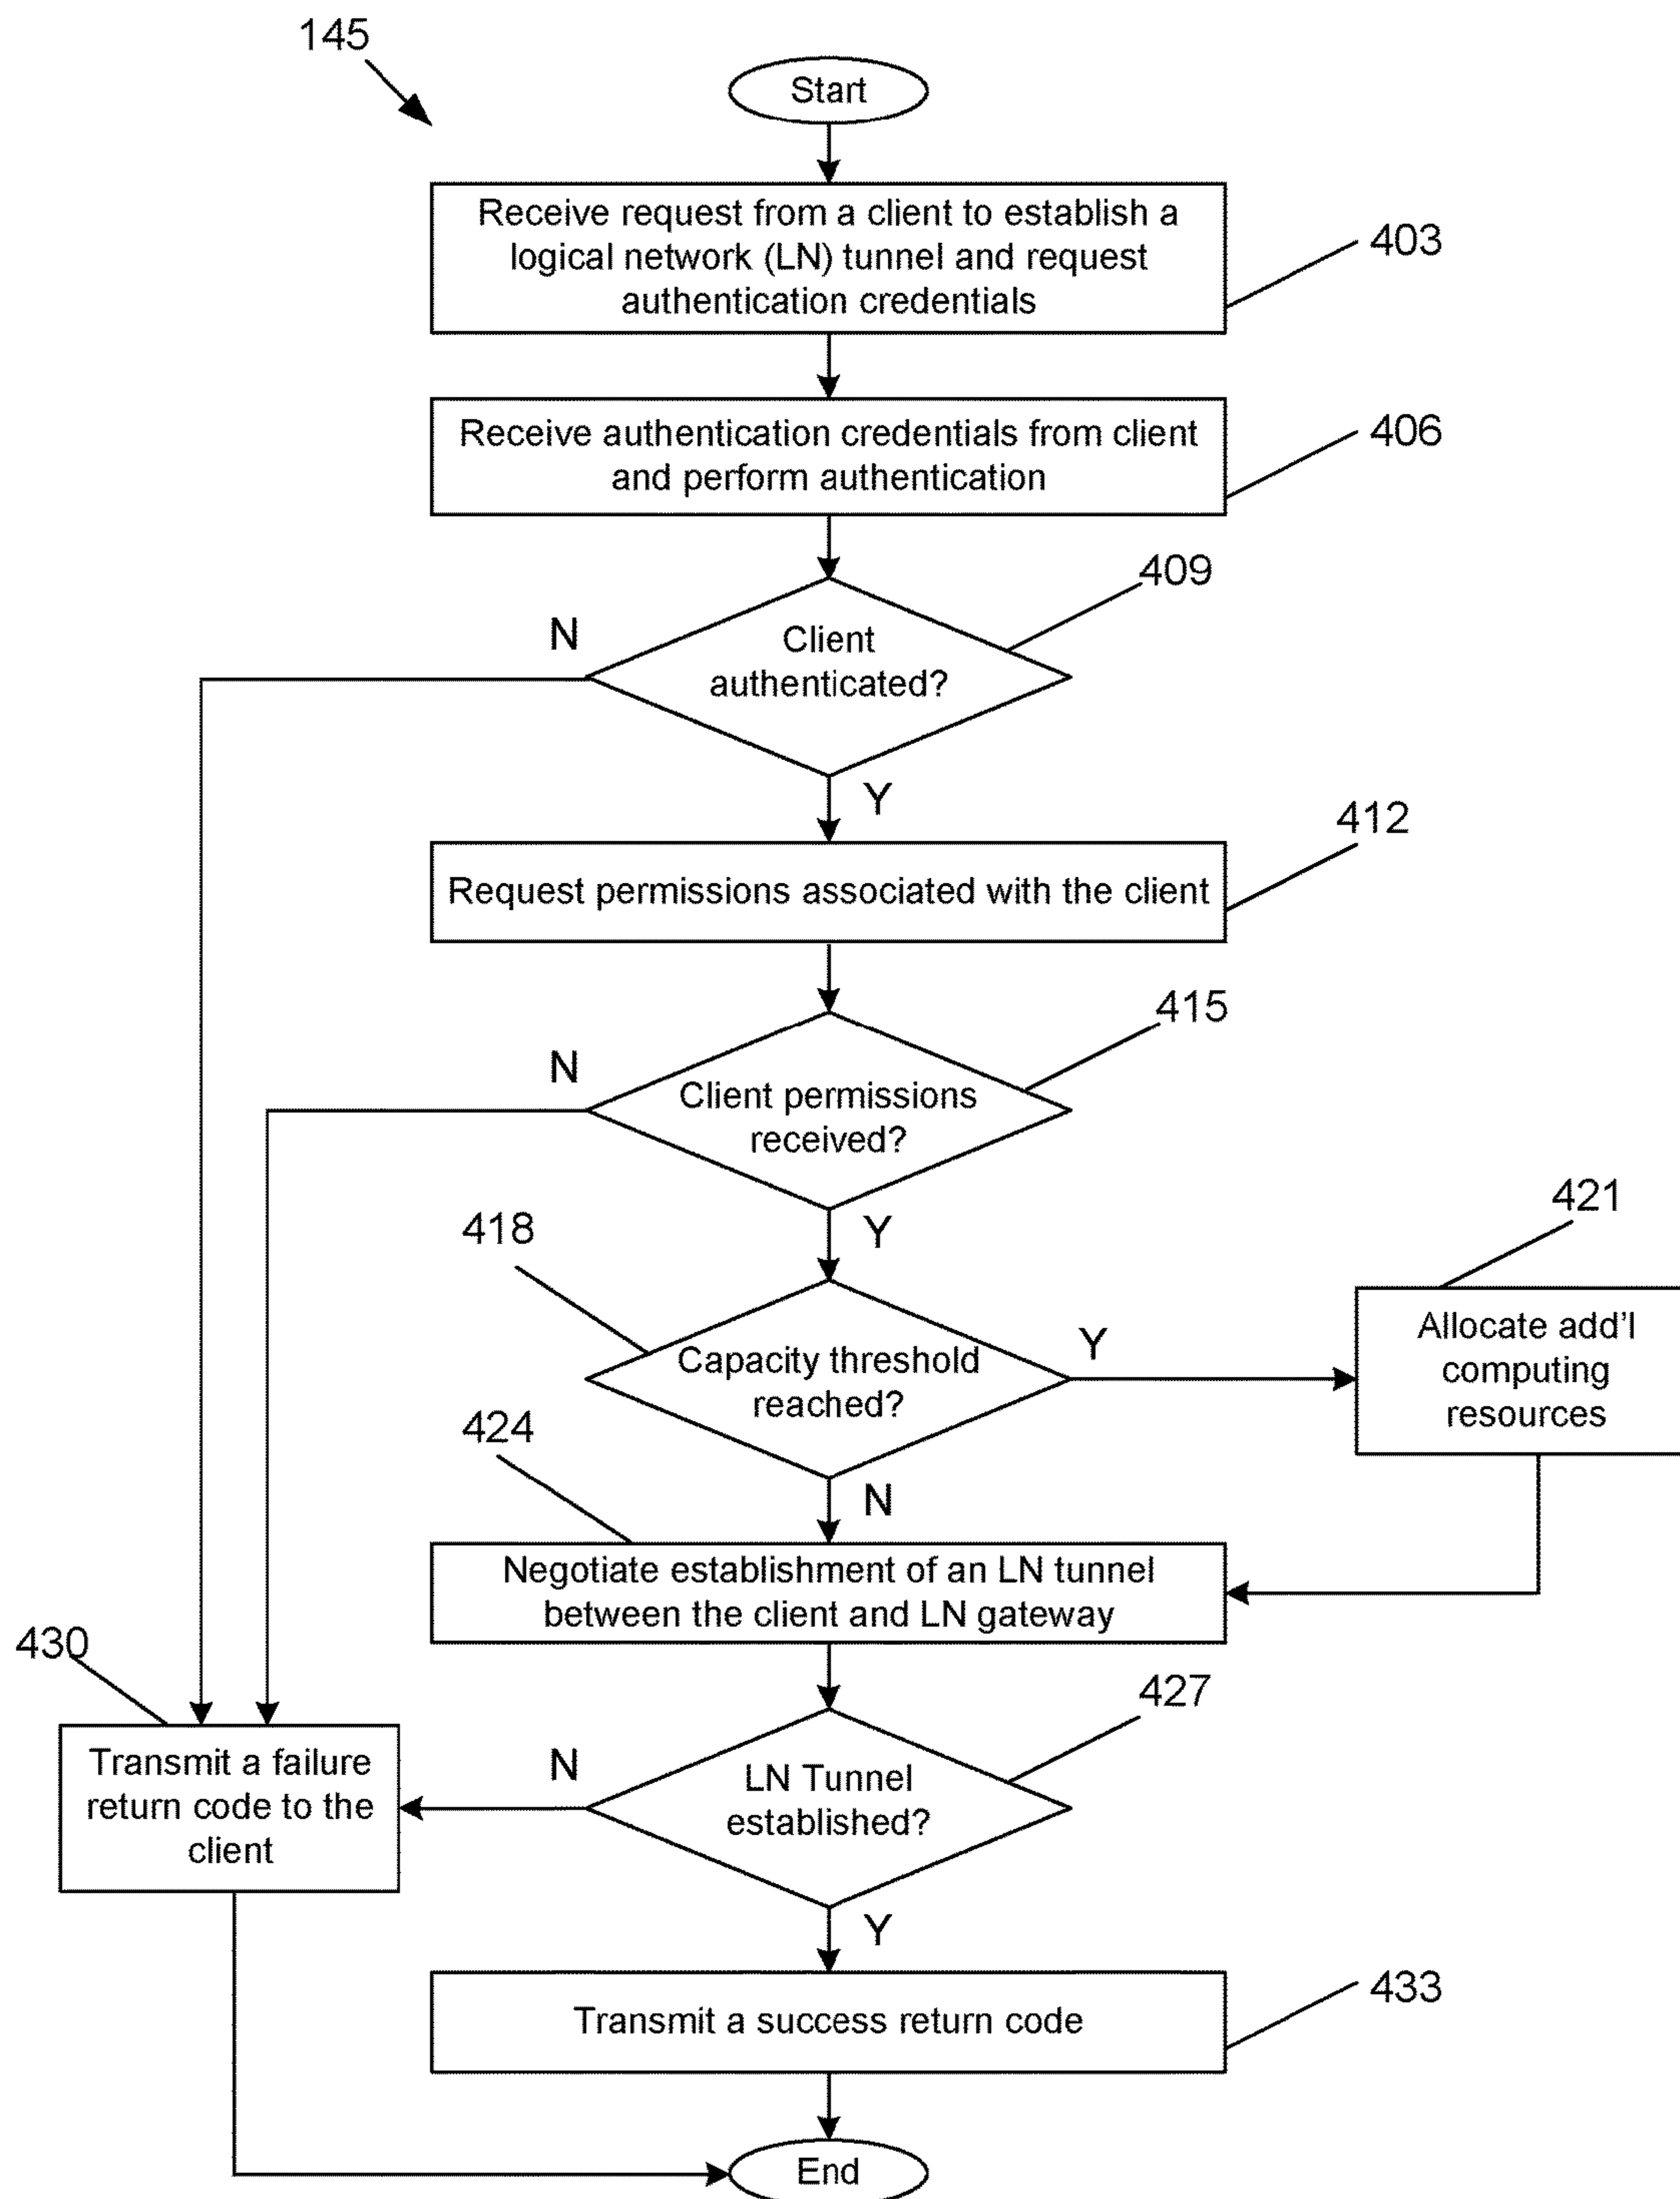 145
Start
Receive request from a client to establish a
logical network (LN) tunnel and request
authentication credentials
403
Receive authentication credentials from client
and perform authentication
406
409
N
Client
authenticated?
Y
412
Request permissions associated with the client
415
N
Client permissions
received?
Y
418
421
Capacity threshold
reached?
Y
Allocate add'l
computing
resources
424
N
Negotiate establishment of an LN tunnel
between the client and LN gateway
430
427
Transmit a failure
return code to the
client
N
LN Tunnel
established?
Y
433
Transmit a success return code
End